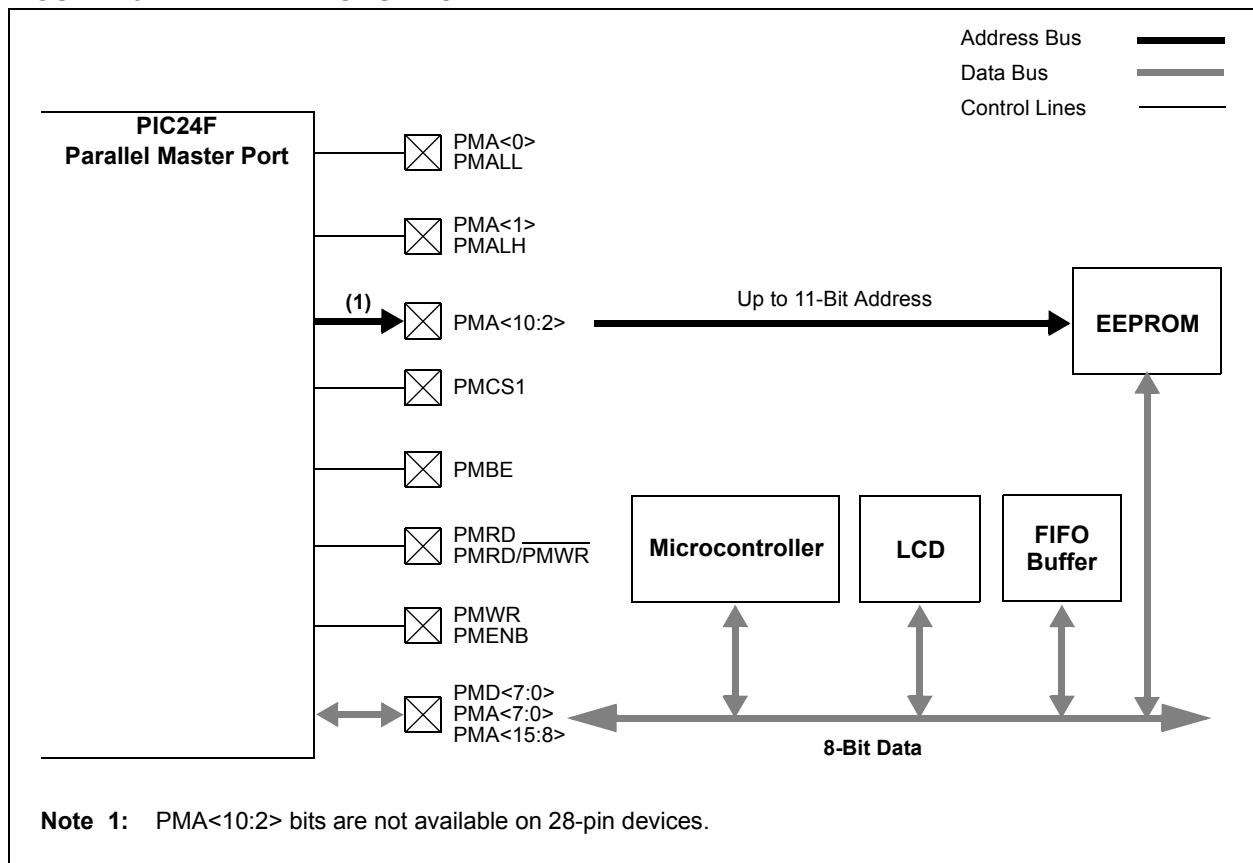 Address Bus
Data Bus
Control Lines
PIC24F
Parallel Master Port
PMA<0>
PMALL
PMA<1>
PMALH
(1)
PMA<10:2>
Up to 11-Bit Address
EEPROM
PMCS1
PMBE
PMRD
PMRD/PMWR
Microcontroller
LCD
FIFO
Buffer
PMWR
PMENB
PMD<7:0>
PMA<7:0>
PMA<15:8>
8-Bit Data
Note 1: PMA<10:2> bits are not available on 28-pin devices.